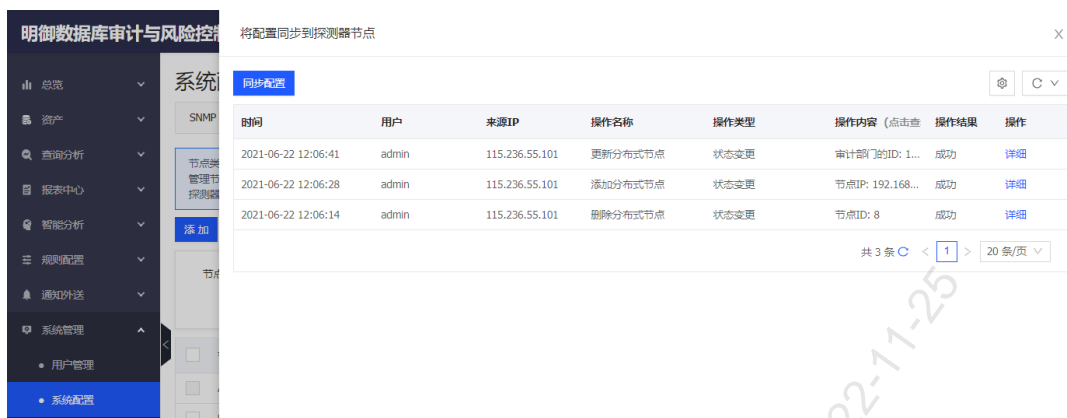 明御数据库审计与风险控制
将配置同步到探测器节点
总览
资产
查询分析
报表中心
智能分析
规则配置
通知外送
系统管理
用户管理
系统配置
系统
SNMP
节点类
管理节
探测器
添 加
节点
同步配置
时间 用户 来源IP 操作名称 操作类型 操作内容 (点击查 操作结果 操作
2021-06-22 12:06:41 admin 115.236.55.101 更新分布式节点 状态变更 审计部门的ID: 1... 成功 详细
2021-06-22 12:06:28 admin 115.236.55.101 添加分布式节点 状态变更 节点IP: 192.168... 成功 详细
2021-06-22 12:06:14 admin 115.236.55.101 删除分布式节点 状态变更 节点ID: 8 成功 详细
共 3 条 < 1 > 20 条/页
22-11-25